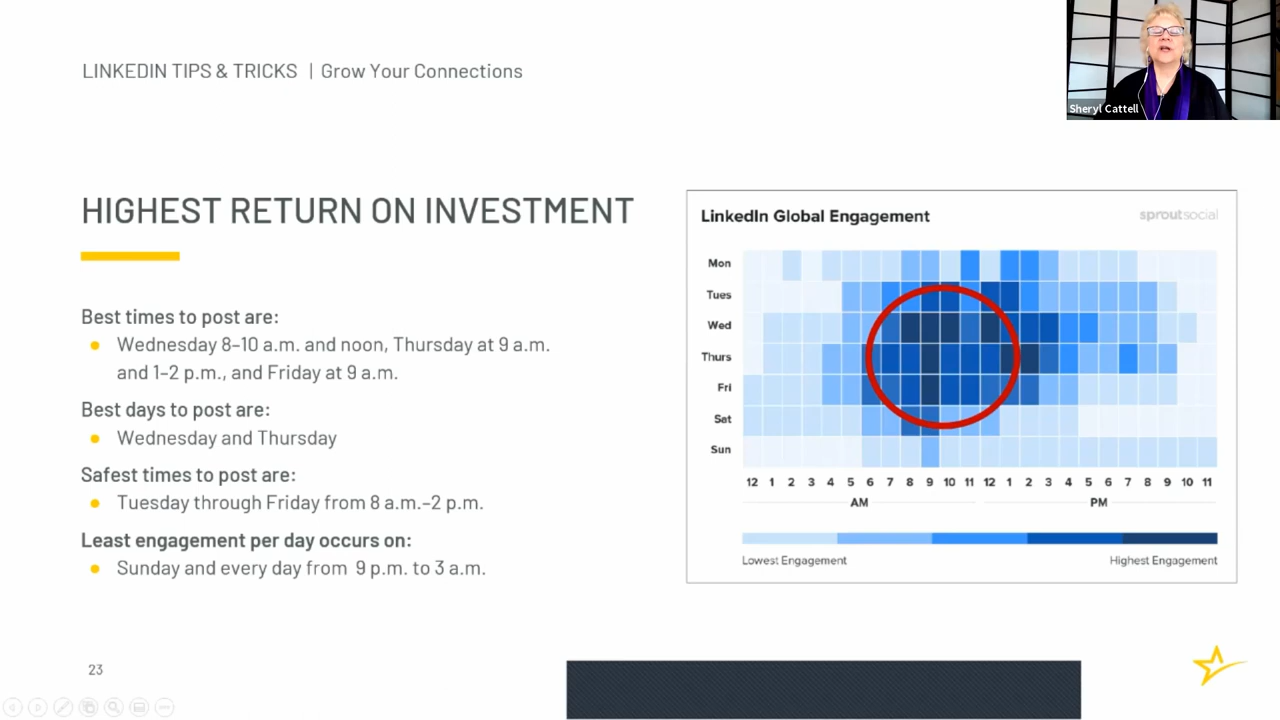 LINKEDIN TIPS & TRICKS | Grow Your Connections
Sheryl Cattell
HIGHEST RETURN ON INVESTMENT
Best times to post are:
Wednesday 8–10 a.m. and noon, Thursday at 9 a.m.
and 1–2 p.m., and Friday at 9 a.m.
Best days to post are:
Wednesday and Thursday
Safest times to post are:
Tuesday through Friday from 8 a.m.–2 p.m.
Least engagement per day occurs on:
Sunday and every day from 9 p.m. to 3 a.m.
LinkedIn Global Engagement
sproutsocial
Mon
Tues
Wed
Thurs
Fri
Sat
Sun
12 1 2 3 4 5 6 7 8 9 10 11 12 1 2 3 4 5 6 7 8 9 10 11
AM PM
Lowest Engagement Highest Engagement
23